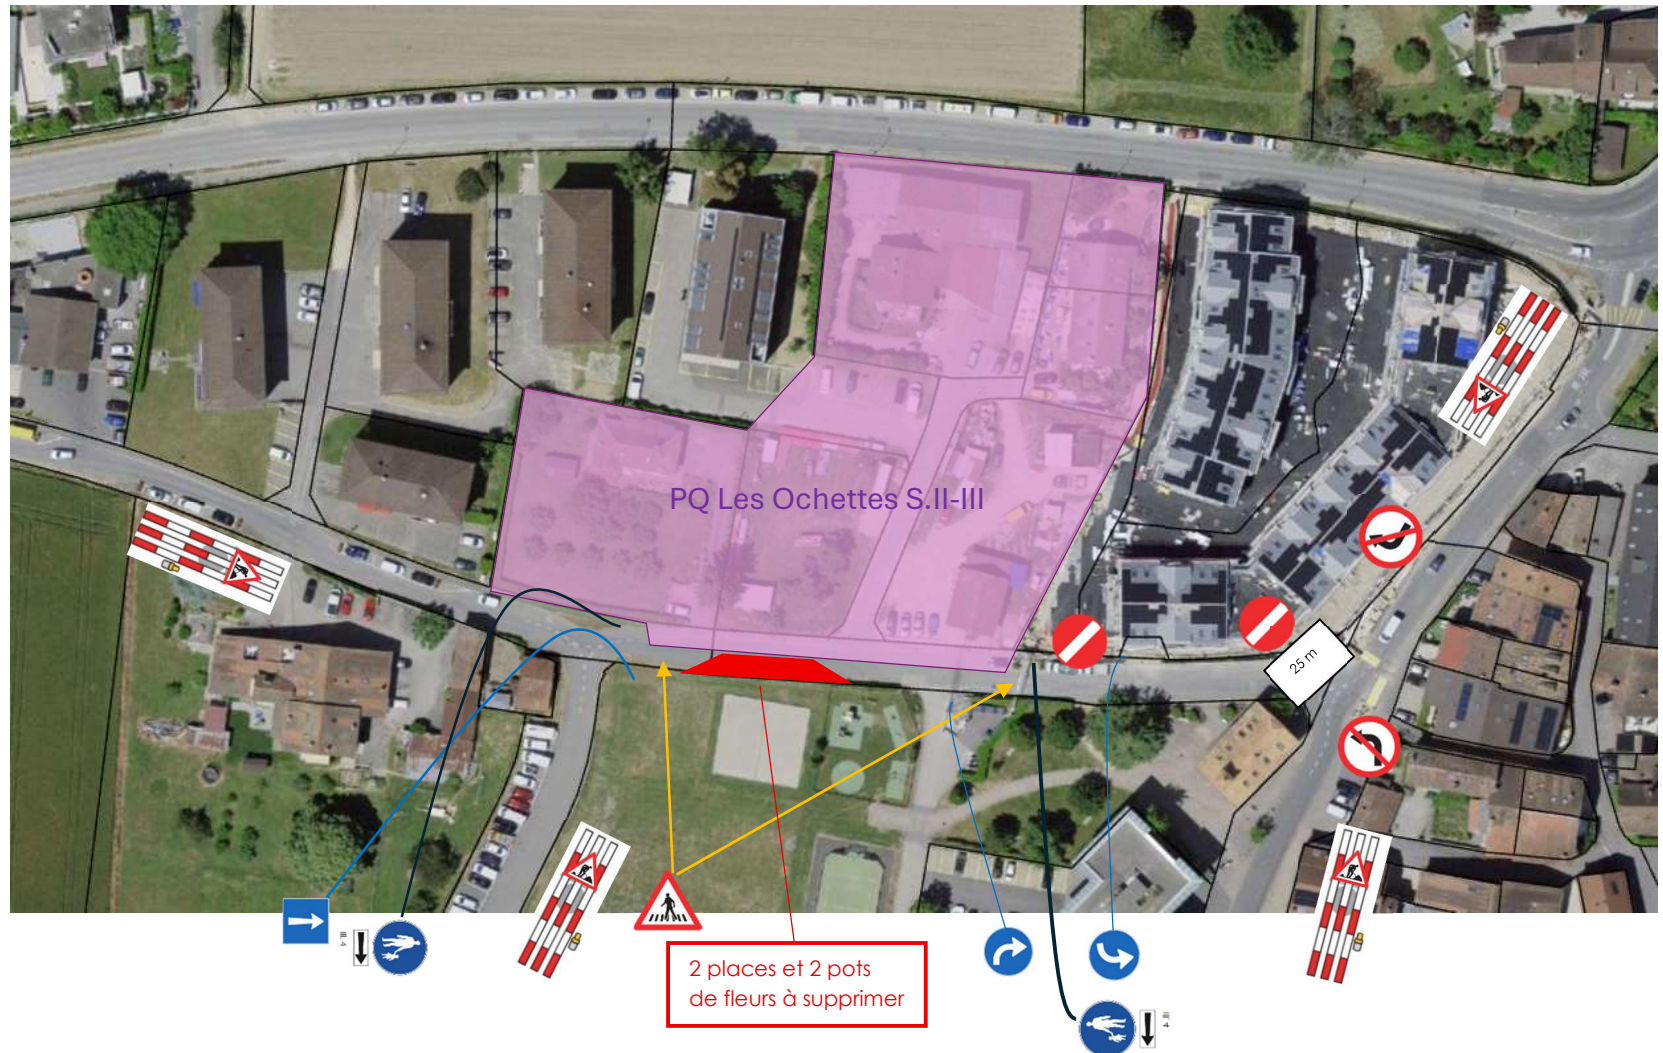 PQ Les Ochettes S.II-III
25 m
2 places et 2 pots
de fleurs à supprimer